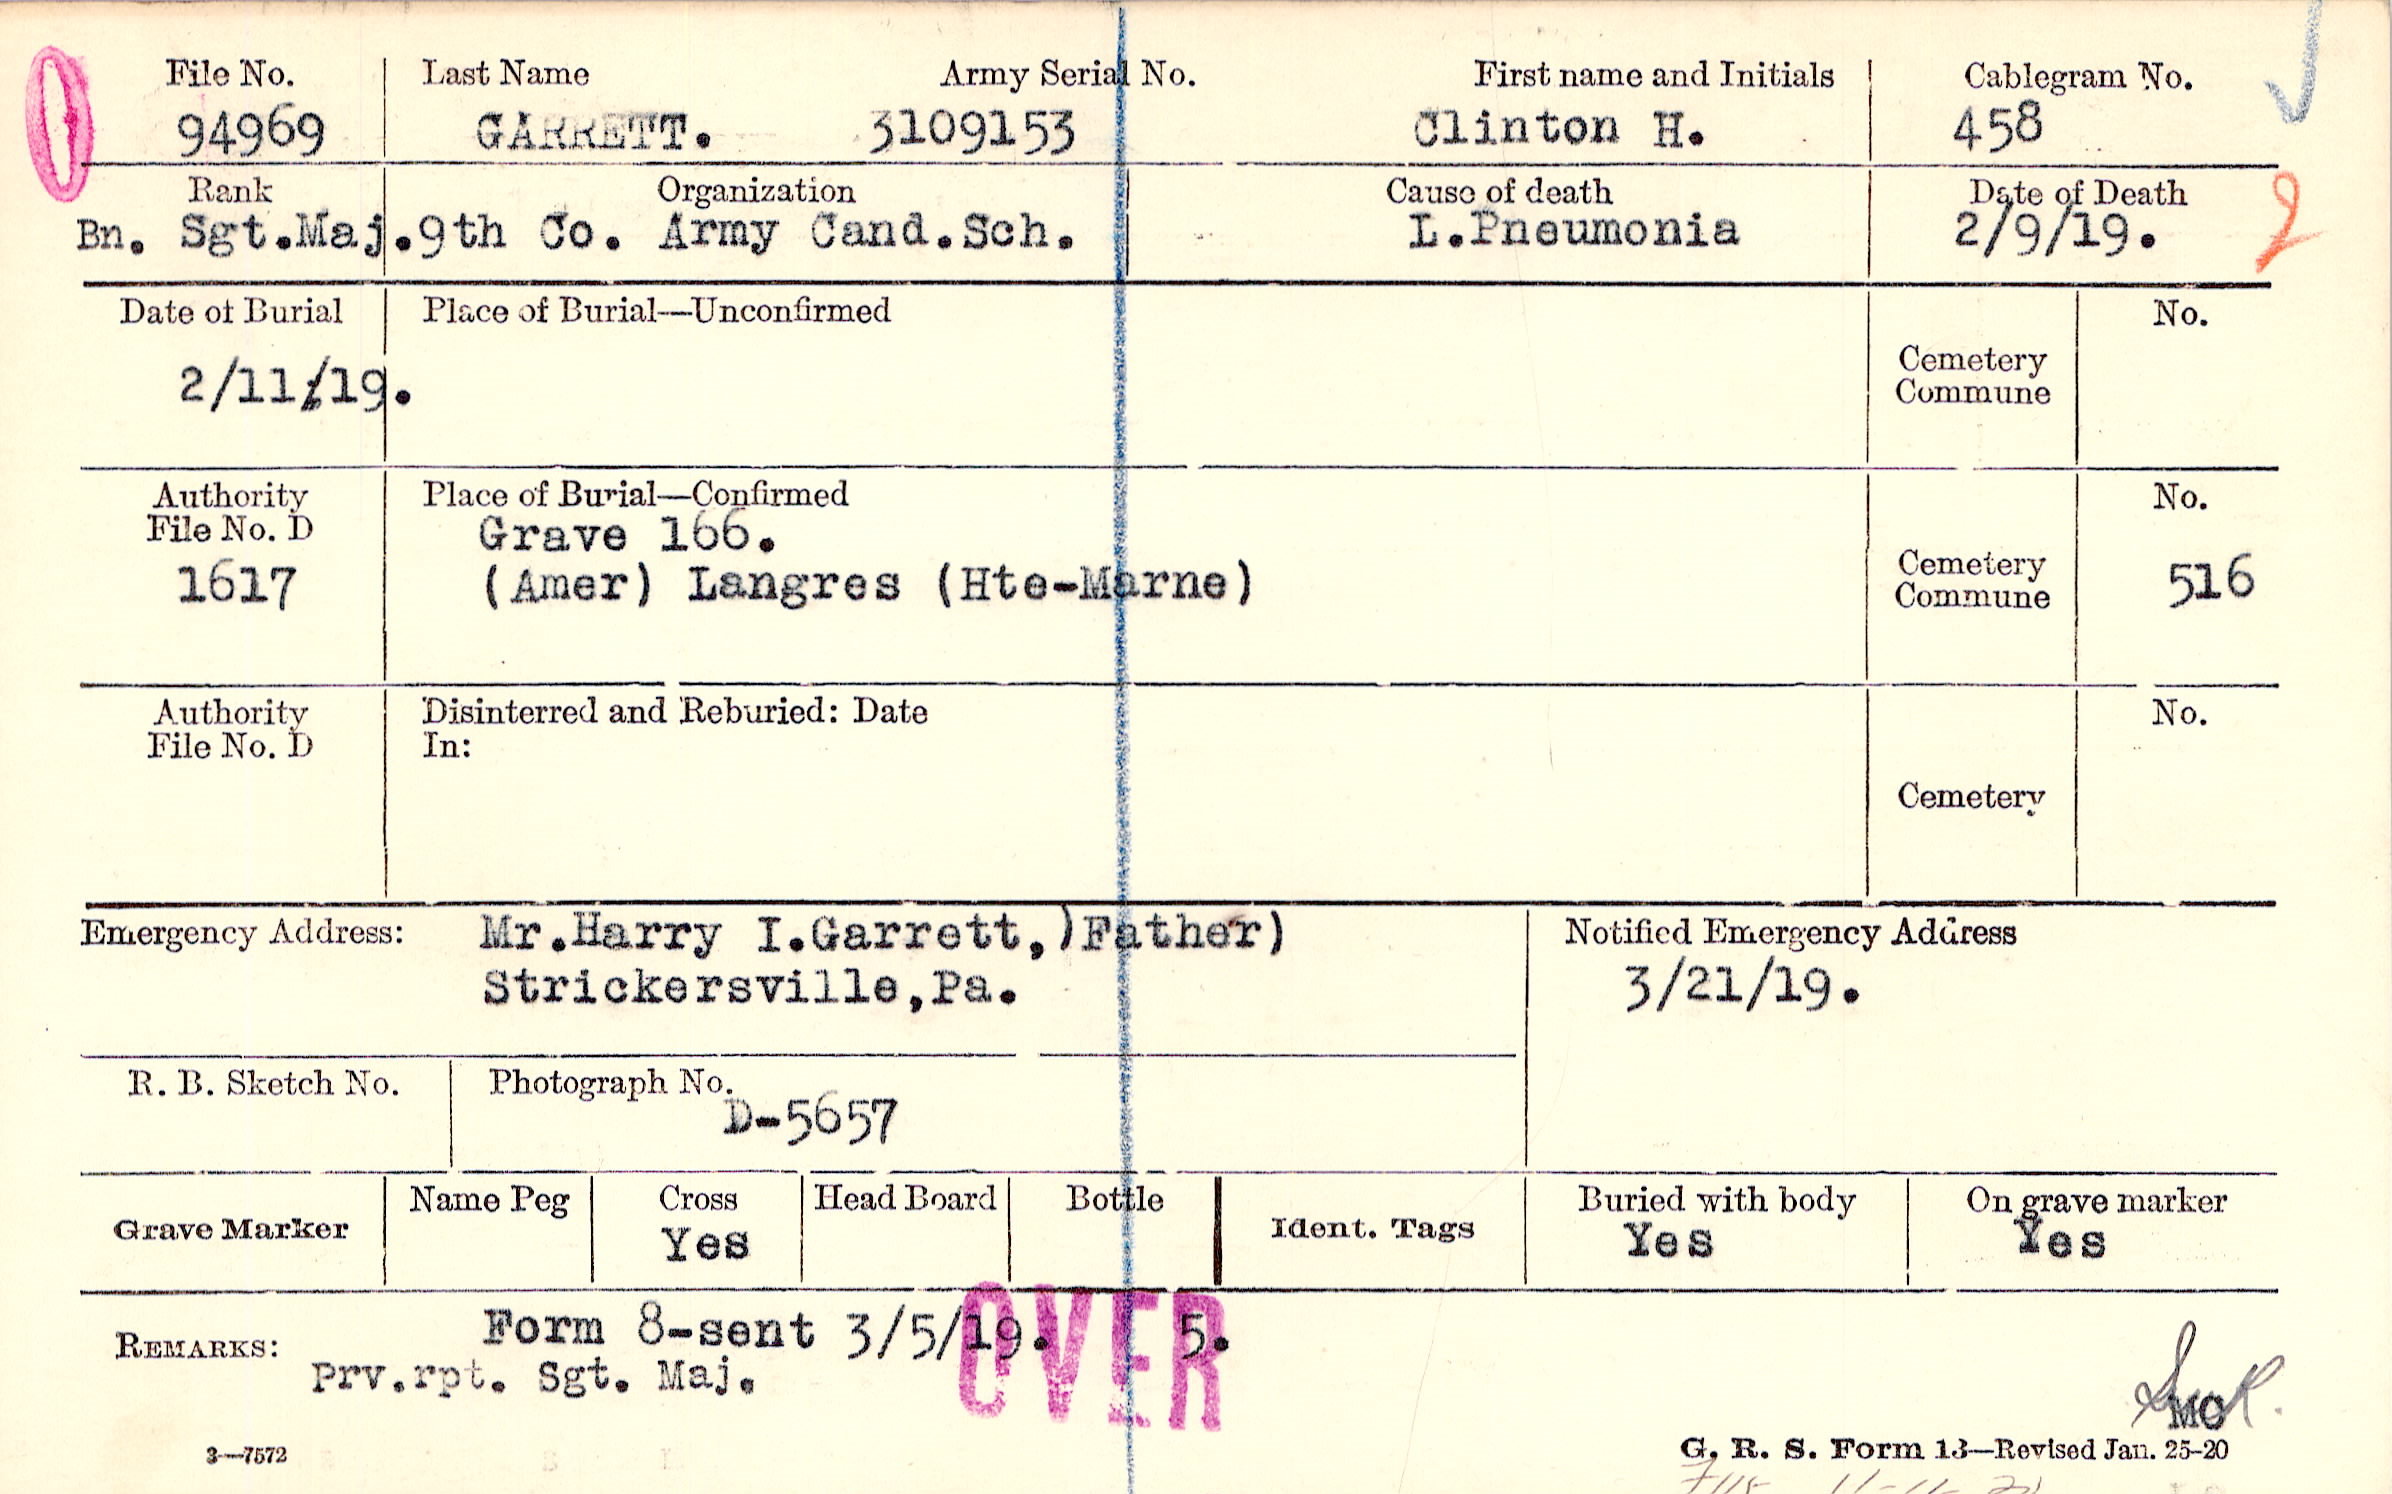 File No. Last Name Army Serial No. First name and Initials Cablegram No.
94969 GARRETT. 3109153 Clinton H. 458
Rank Organization Cause of death Date of Death
Bn. Sgt.Maj. 9th Co. Army Cand.Sch. L.Pneumonia 2/9/19.
2
Date of Burial Place of Burial—Unconfirmed No.
2/11/19.
Cemetery
Commune
Authority Place of Burial—Confirmed No.
File No. D Grave 166.
1617 (Amer) Langres (Hte-Marne) Cemetery 516
Commune
Authority Disinterred and Reburied: Date No.
File No. D In:
Cemetery
Emergency Address: Mr.Harry I.Garrett,)Father) Notified Emergency Address
Strickersville,Pa. 3/21/19.
R. B. Sketch No. Photograph No.
D-5657
Name Peg Cross Head Board Bottle Buried with body On grave marker
Grave Marker Yes Ident. Tags Yes Yes
OVER
REMARKS: Form 8-sent 3/5/19. 5.
Prv.rpt. Sgt. Maj.
MO
3—7572 G. R. S. Form 13—Revised Jan. 25-20